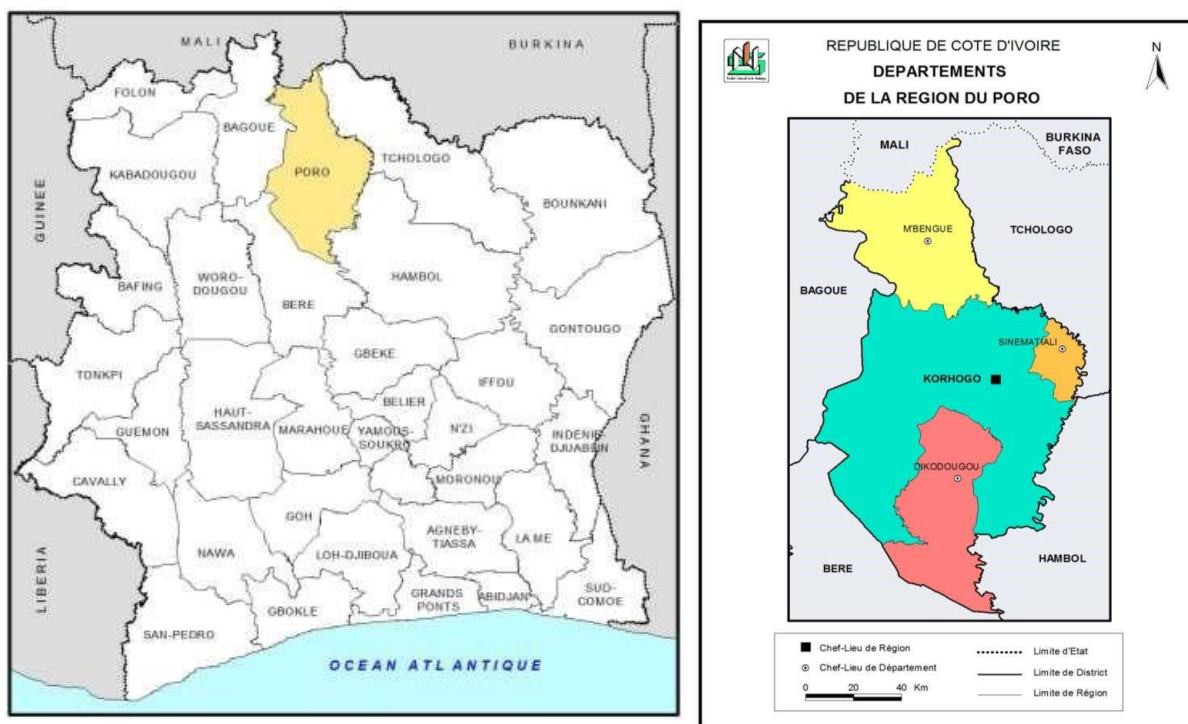 MALI
BURKINA
FOLON
BAGOUE
TCHOLOGO
KABADOUGOU
PORO
BOUNKANI
GUINEE
BAFING
WORO-
DOUGOU
HAMBOL
BERE
GONTOUGO
GBEKE
TONKPI
IFFOU
BELIER
HAUT-
SASSANDRA
MARAHOUE
YAMOUS-
SOUKRO
N'ZI
GUEMON
INDENIE-
DJUABLIN
GHANA
CAVALLY
MORONOU
GOH
AGNEBY-
TIASSA
LA ME
NAWA
LOH-DJIBOUA
LIBERIA
GBOKLE
GRANDS
PONTS
ABIDJAN
SUD-
COMOE
SAN-PEDRO
OCEAN ATLANTIQUE
REPUBLIQUE DE COTE D'IVOIRE
DEPARTEMENTS
DE LA REGION DU PORO
N
MALI
BURKINA
FASO
M'BENGUE
TCHOLOGO
BAGOUE
SINEMATIALI
KORHOGO
DIKODOUGOU
HAMBOL
BERE
Chef-Lieu de Région
Chef-Lieu de Département
0 20 40 Km
Limite d'Etat
Limite de District
Limite de Région